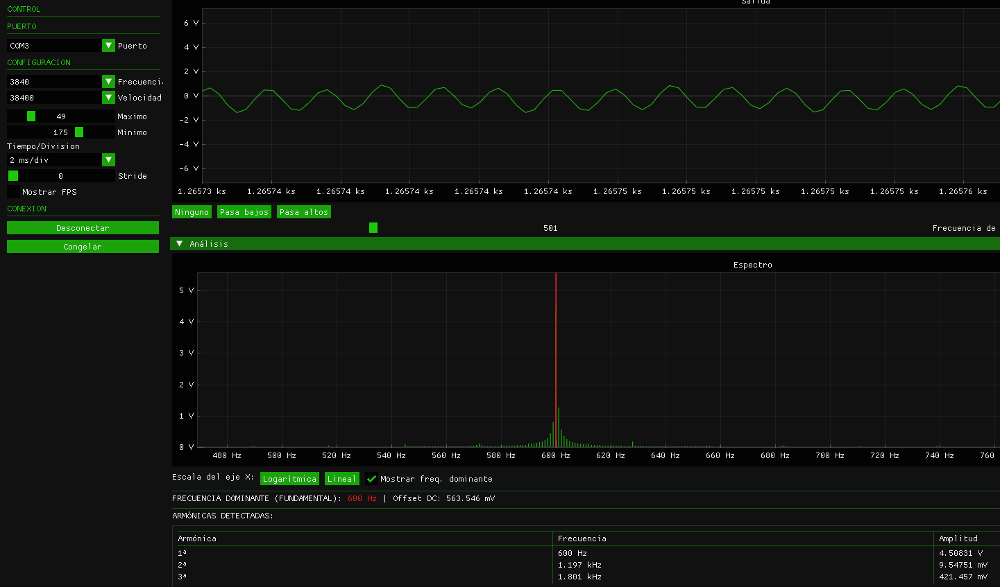 CONTROL
PUERTO
COM3 Puerto
CONFIGURACION
3840 Frecuencia
38400 Velocidad
49 Maximo
175 Minimo
Tiempo/Division
2 ms/div
0 Stride
Mostrar FPS
CONEXION
Desconectar
Congelar
Salida
6 V
4 V
2 V
0 V
-2 V
-4 V
-6 V
1.26573 ks 1.26574 ks 1.26574 ks 1.26574 ks 1.26574 ks 1.26574 ks 1.26575 ks 1.26575 ks 1.26575 ks 1.26575 ks 1.26575 ks 1.26576 ks
Ninguno Pasa bajos Pasa altos
501 Frecuencia de
Análisis
Espectro
5 V
4 V
3 V
2 V
1 V
0 V
480 Hz 500 Hz 520 Hz 540 Hz 560 Hz 580 Hz 600 Hz 620 Hz 640 Hz 660 Hz 680 Hz 700 Hz 720 Hz 740 Hz 760
Escala del eje X: Logarítmica Lineal Mostrar freq. dominante
FRECUENCIA DOMINANTE (FUNDAMENTAL): 600 Hz | Offset DC: 563.546 mV
ARMÓNICAS DETECTADAS:
Armónica Frecuencia Amplitud
1ª 600 Hz 4.50831 V
2ª 1.197 kHz 9.54751 mV
3ª 1.801 kHz 421.457 mV